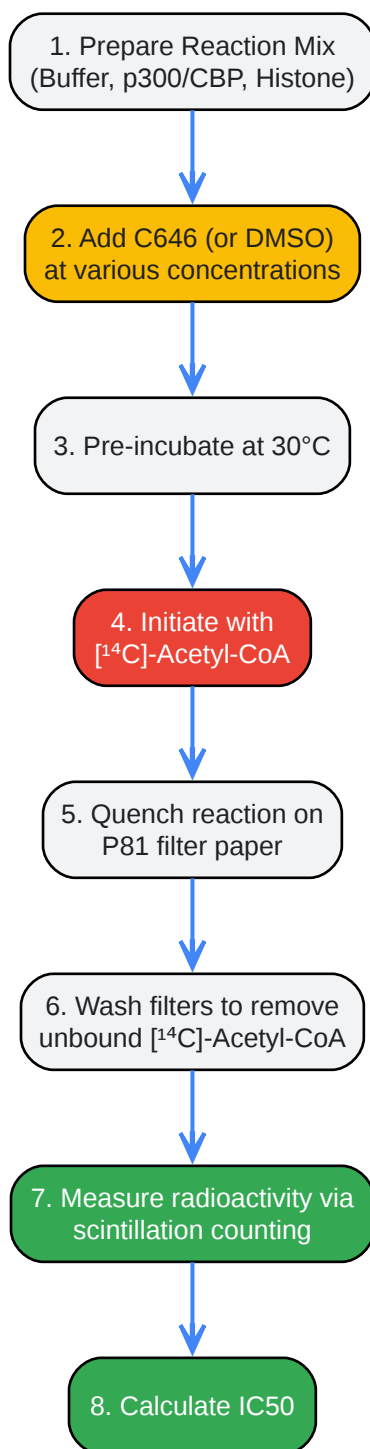 1. Prepare Reaction Mix
(Buffer, p300/CBP, Histone)
2. Add C646 (or DMSO)
at various concentrations
3. Pre-incubate at 30°C
4. Initiate with
[¹⁴C]-Acetyl-CoA
5. Quench reaction on
P81 filter paper
6. Wash filters to remove
unbound [¹⁴C]-Acetyl-CoA
7. Measure radioactivity via
scintillation counting
8. Calculate IC50